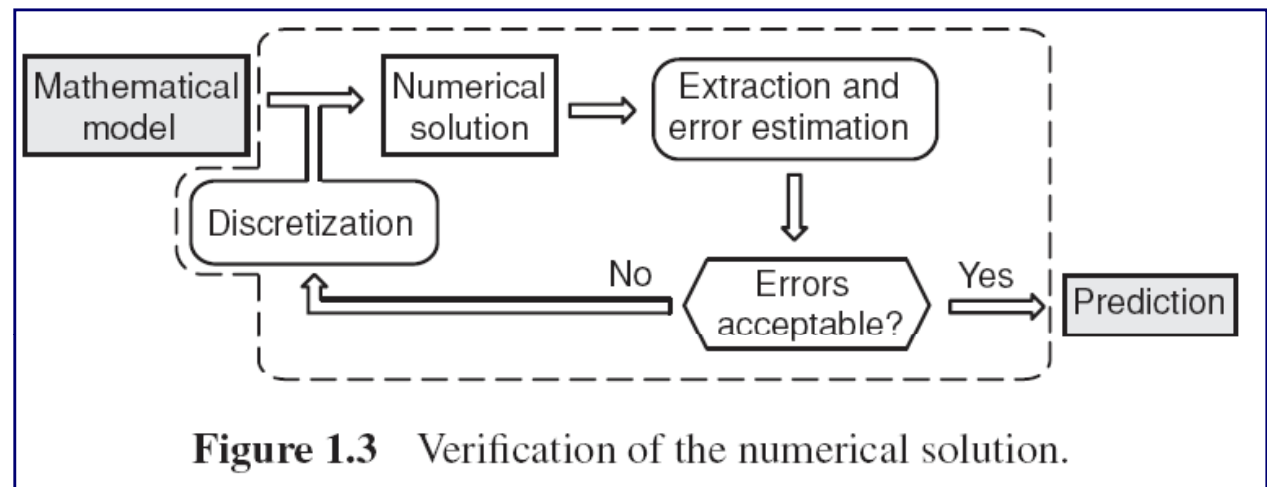 Mathematical
model
Numerical
solution
Extraction and
error estimation
Discretization
No
Errors
acceptable?
Yes
Prediction
Figure 1.3 Verification of the numerical solution.